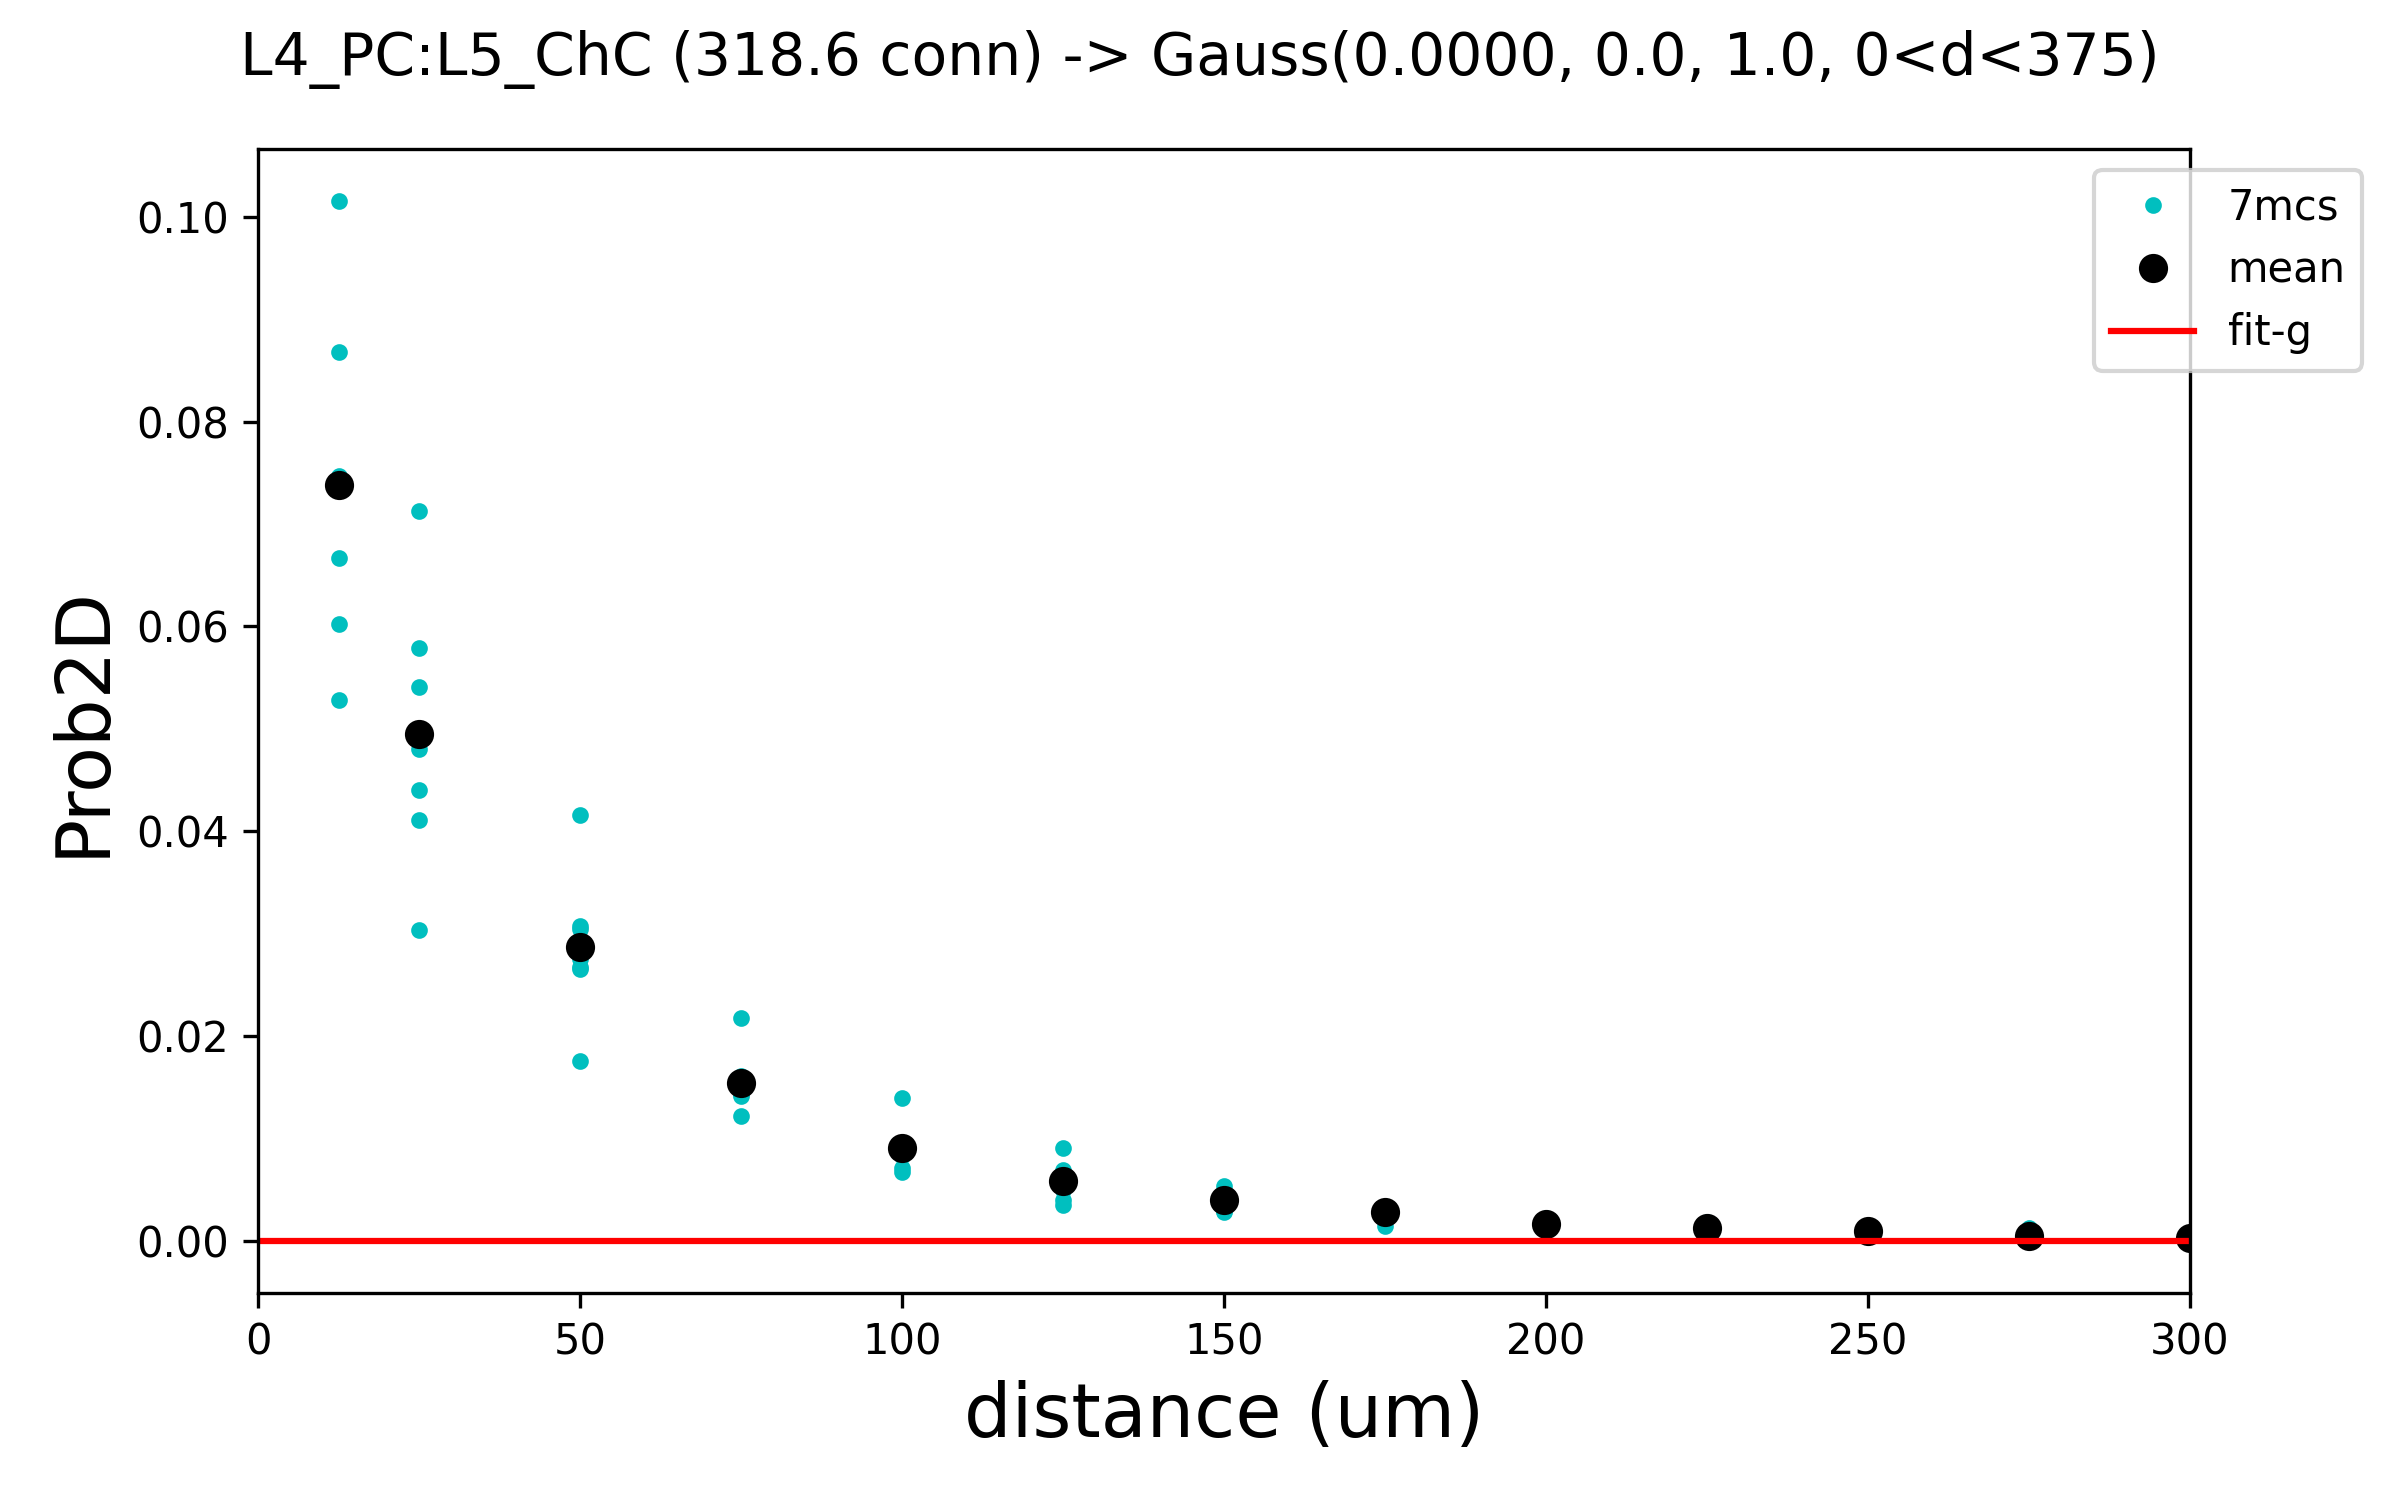 L4_PC:L5_ChC (318.6 conn) -> Gauss(0.0000, 0.0, 1.0, 0<d<375)
7mcs
mean
fit-g
Prob2D
0.10
0.08
0.06
0.04
0.02
0.00
0 50 100 150 200 250 300
distance (um)